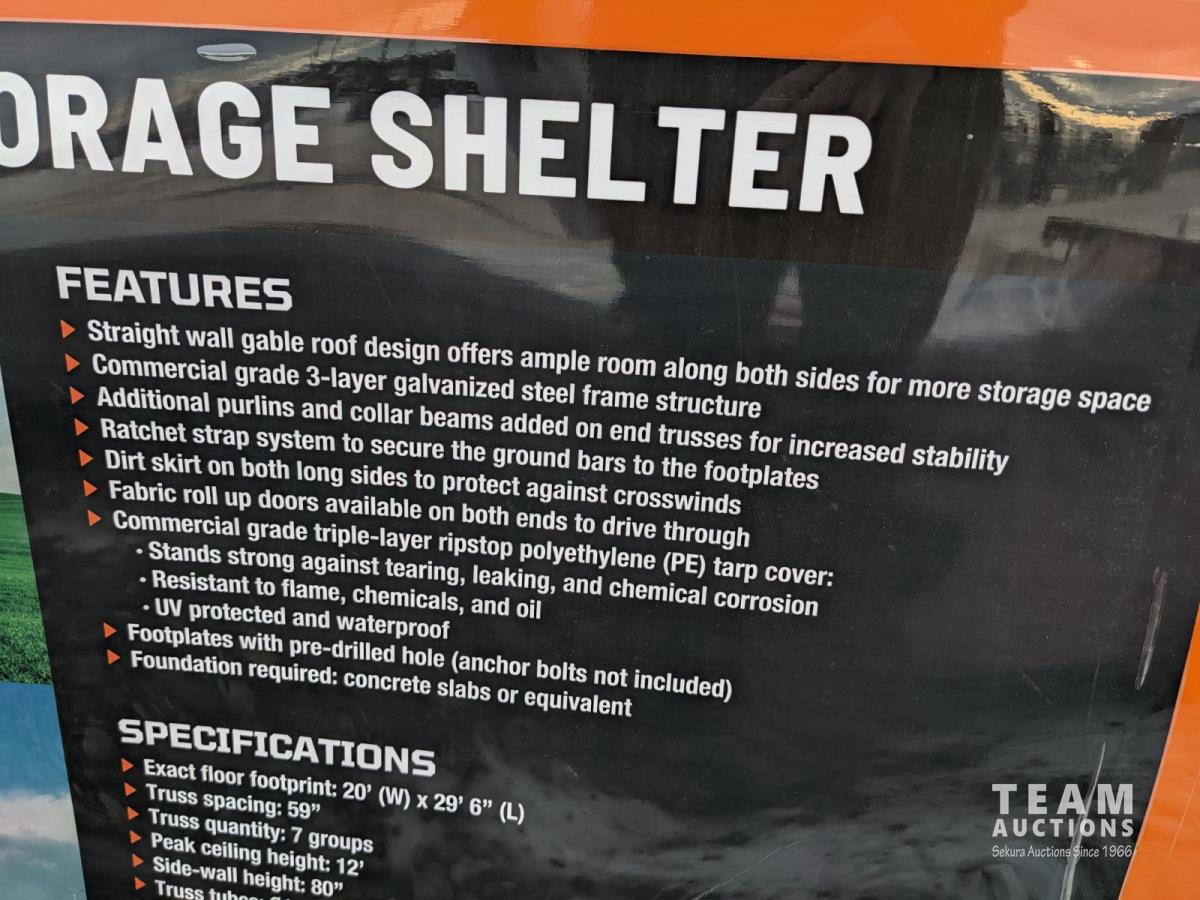 ORAGE SHELTER
FEATURES
Straight wall gable roof design offers ample room along both sides for more storage space
Commercial grade 3-layer galvanized steel frame structure
Additional purlins and collar beams added on end trusses for increased stability
Ratchet strap system to secure the ground bars to the footplates
Dirt skirt on both long sides to protect against crosswinds
Fabric roll up doors available on both ends to drive through
Commercial grade triple-layer ripstop polyethylene (PE) tarp cover:
· Stands strong against tearing, leaking, and chemical corrosion
· Resistant to flame, chemicals, and oil
· UV protected and waterproof
Footplates with pre-drilled hole (anchor bolts not included)
Foundation required: concrete slabs or equivalent
SPECIFICATIONS
Exact floor footprint: 20' (W) x 29' 6" (L)
Truss spacing: 59"
Truss quantity: 7 groups
Peak ceiling height: 12'
Side-wall height: 80"
Truss tubes:
TEAM
AUCTIONS
Sekura Auctions Since 1966